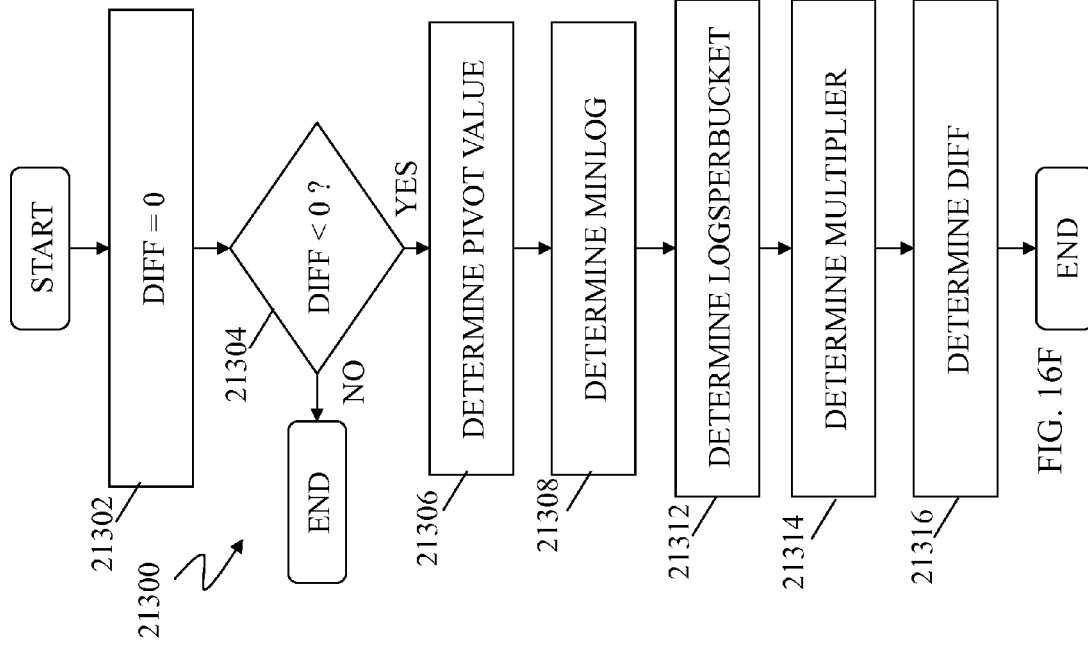 START
DIFF = 0
21302
21300
DIFF < 0 ?
21304
NO
YES
END
DETERMINE PIVOT VALUE
21306
DETERMINE MINLOG
21308
DETERMINE LOGSPERBUCKET
21312
DETERMINE MULTIPLIER
21314
DETERMINE DIFF
21316
END
FIG. 16F